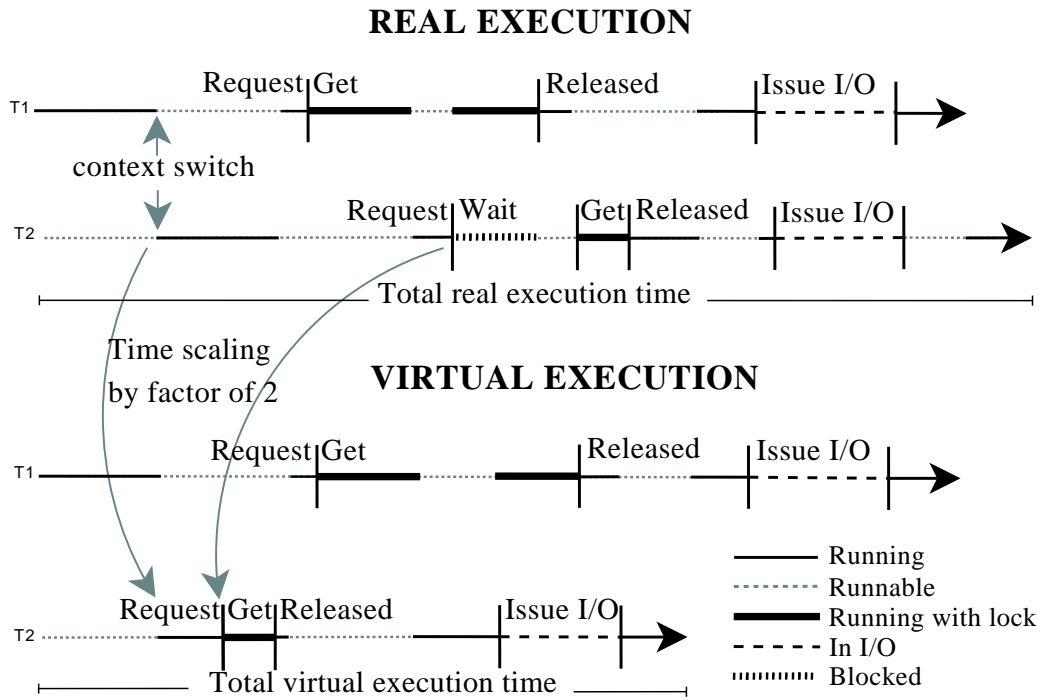 REAL EXECUTION
Request Get Released Issue I/O
T1
context switch
Request Wait Get Released Issue I/O
T2
Total real execution time
Time scaling
by factor of 2
VIRTUAL EXECUTION
Request Get Released Issue I/O
T1
Running
Runnable
Running with lock
In I/O
Blocked
Request Get Released Issue I/O
T2
Total virtual execution time